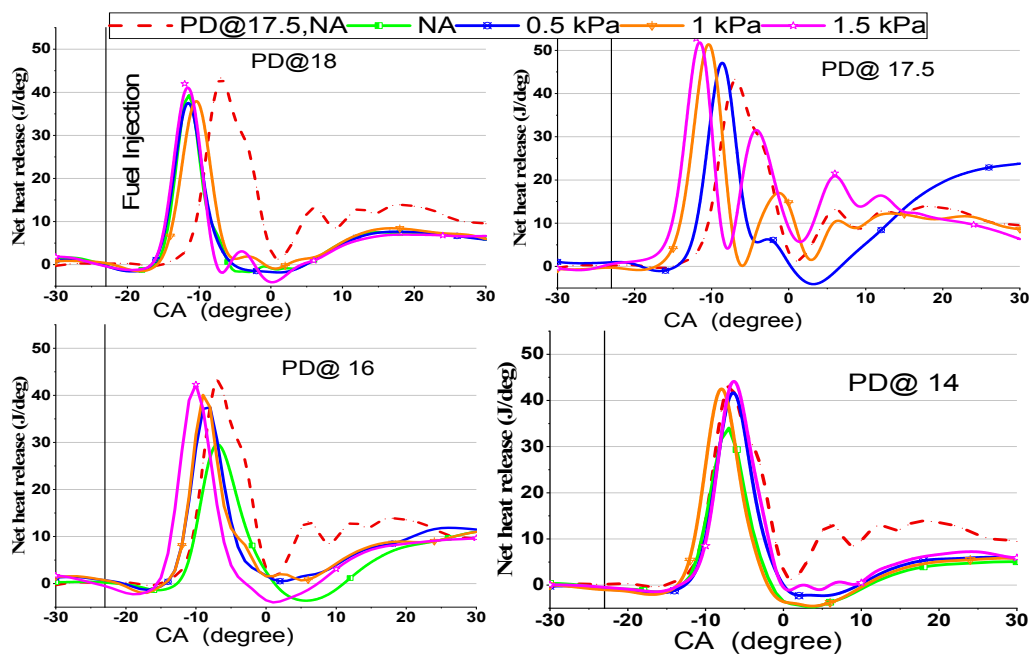 PD@17.5,NA NA 0.5 kPa 1 kPa 1.5 kPa
PD@18
Fuel Injection
Net heat release (J/deg)
50
40
30
20
10
0
-30 -20 -10 0 10 20 30
CA (degree)
PD@ 17.5
Net heat release (J/deg)
50
40
30
20
10
0
-30 -20 -10 0 10 20 30
CA (degree)
PD@ 16
Net heat release (J/deg)
50
40
30
20
10
0
-30 -20 -10 0 10 20 30
CA (degree)
PD@ 14
Net heat release (J/deg)
50
40
30
20
10
0
-30 -20 -10 0 10 20 30
CA (degree)